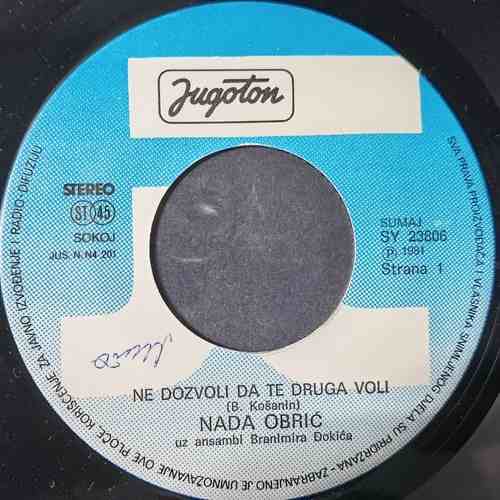 Jugoton
STEREO
ST 45
SOKOJ
JUS. N. N4 201
SUMAJ
SY 23806
(P) 1981
Strana 1
NE DOZVOLI DA TE DRUGA VOLI
(B. Košanin)
NADA OBRIĆ
uz ansambl Branimira Đokića
SVA PRAVA PROIZVOĐAČA I VLASNIKA SNIMLJENOG DJELA SU PRIDRŽANA - ZABRANJENO JE UMNOŽAVANJE OVE PLOČE, KORIŠĆENJE ZA JAVNO IZVOĐENJE I RADIO-DIFUZIJU